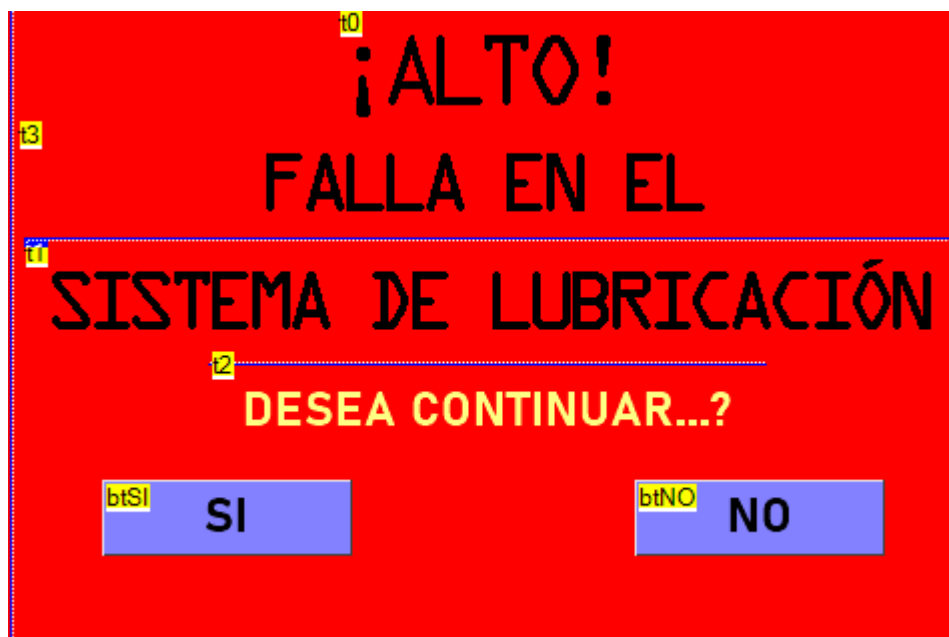 t0
¡ALTO!
t3
FALLA EN EL
t1
SISTEMA DE LUBRICACIÓN
t2
DESEA CONTINUAR...?
btSI SI
btNO NO